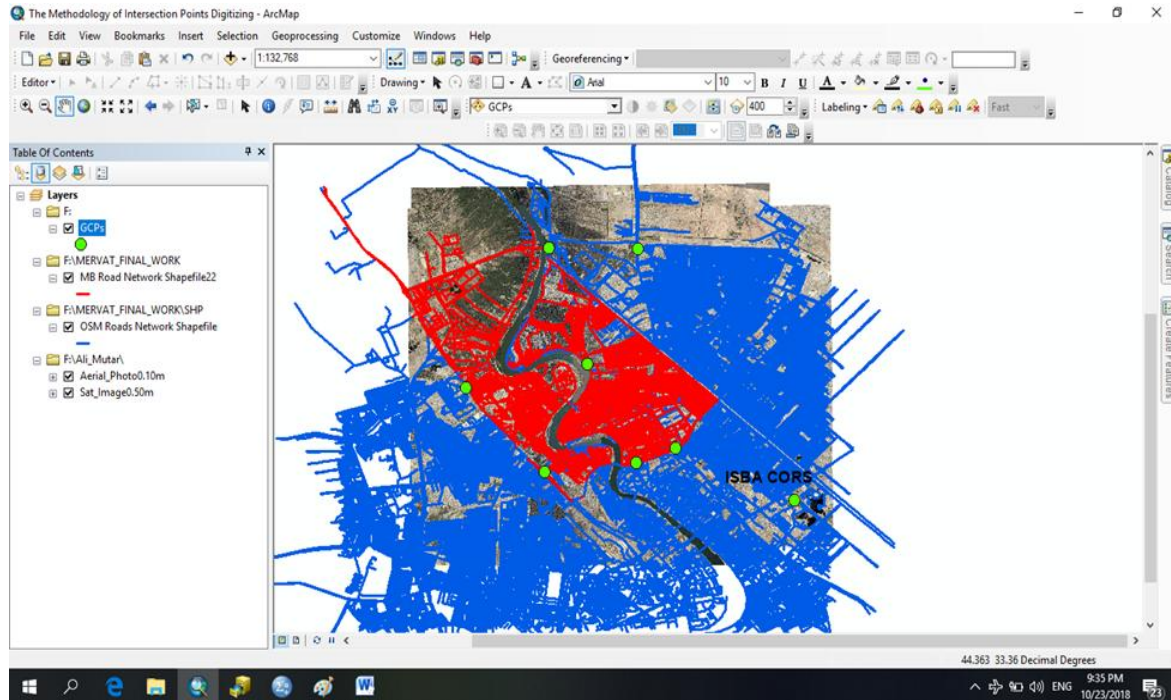 The Methodology of Intersection Points Digitizing - ArcMap
File Edit View Bookmarks Insert Selection Geoprocessing Customize Windows Help
1:132,768 Georeferencing
Editor Drawing A Arial 10 B I U A
GCPs 400 Labeling Fast
Table Of Contents
Layers
F:
GCPs
F:\MERVAT_FINAL_WORK
MB Road Network Shapefile22
F:\MERVAT_FINAL_WORK\SHP
OSM Roads Network Shapefile
F:\Ali_Mutar\
Aerial_Photo0.10m
Sat_Image0.50m
ISBA CORS
Catalog
Search
Create Features
44.363 33.36 Decimal Degrees
ENG 9:35 PM
10/23/2018 23